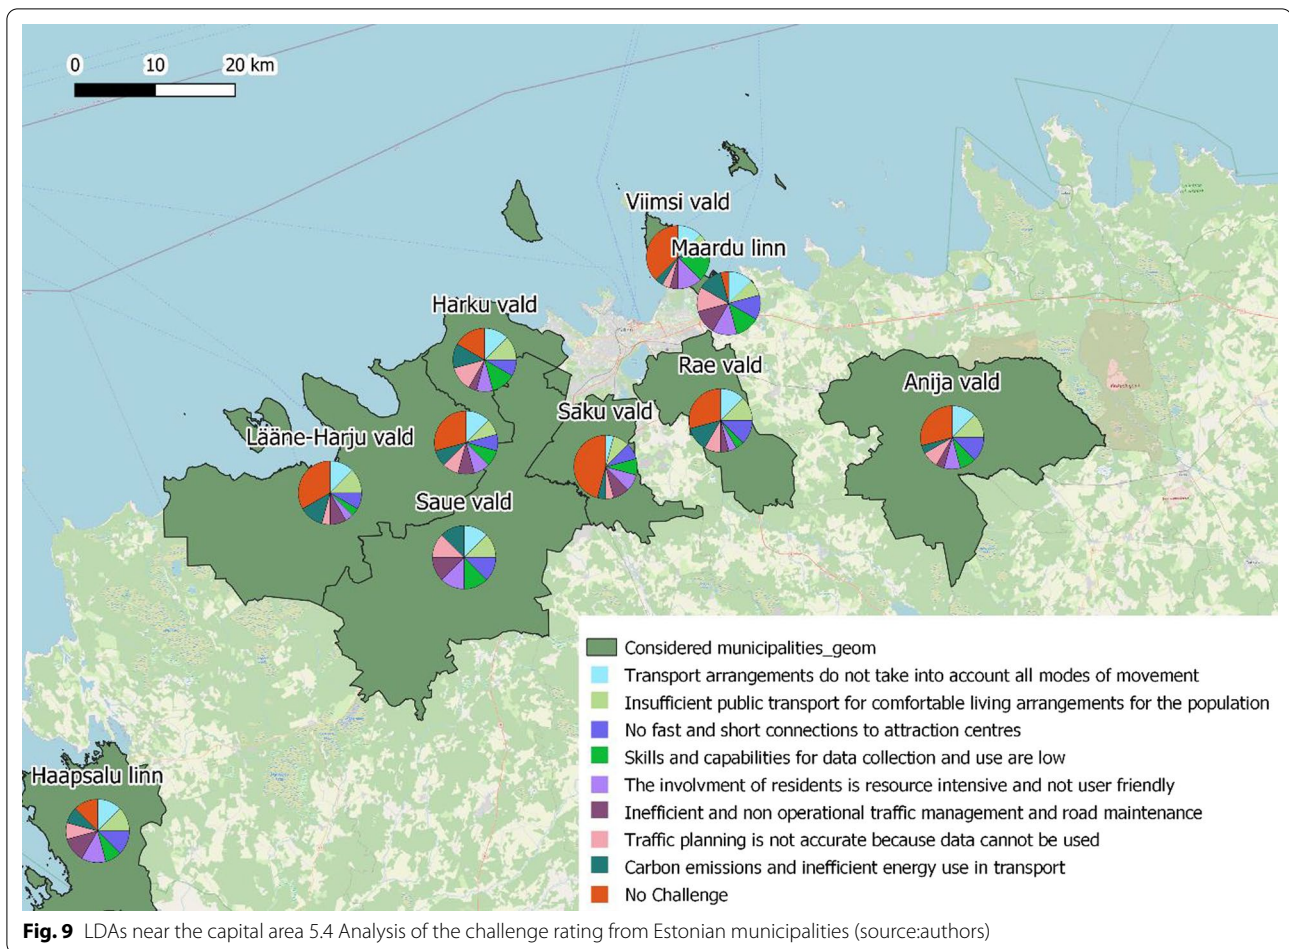 0 10 20 km
Viimsi vald
Maardu linn
Harku vald
Rae vald
Anija vald
Saku vald
Lääne-Harju vald
Saue vald
Haapsalu linn
Considered municipalities_geom
Transport arrangements do not take into account all modes of movement
Insufficient public transport for comfortable living arrangements for the population
No fast and short connections to attraction centres
Skills and capabilities for data collection and use are low
The involvment of residents is resource intensive and not user friendly
Inefficient and non operational traffic management and road maintenance
Traffic planning is not accurate because data cannot be used
Carbon emissions and inefficient energy use in transport
No Challenge
Fig. 9 LDAs near the capital area 5.4 Analysis of the challenge rating from Estonian municipalities (source:authors)